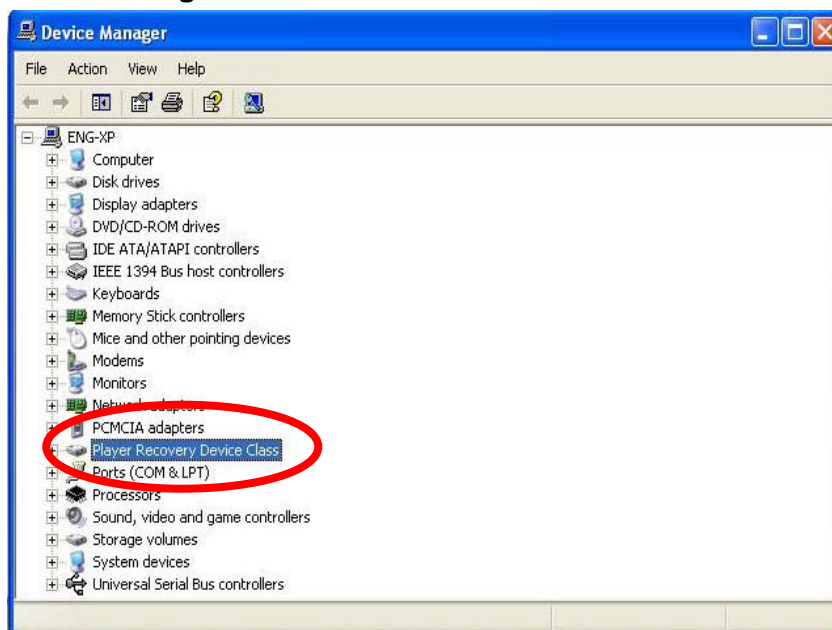 Device Manager
File Action View Help
ENG-XP
Computer
Disk drives
Display adapters
DVD/CD-ROM drives
IDE ATA/ATAPI controllers
IEEE 1394 Bus host controllers
Keyboards
Memory Stick controllers
Mice and other pointing devices
Modems
Monitors
Network adapters
PCMCIA adapters
Player Recovery Device Class
Ports (COM & LPT)
Processors
Sound, video and game controllers
Storage volumes
System devices
Universal Serial Bus controllers